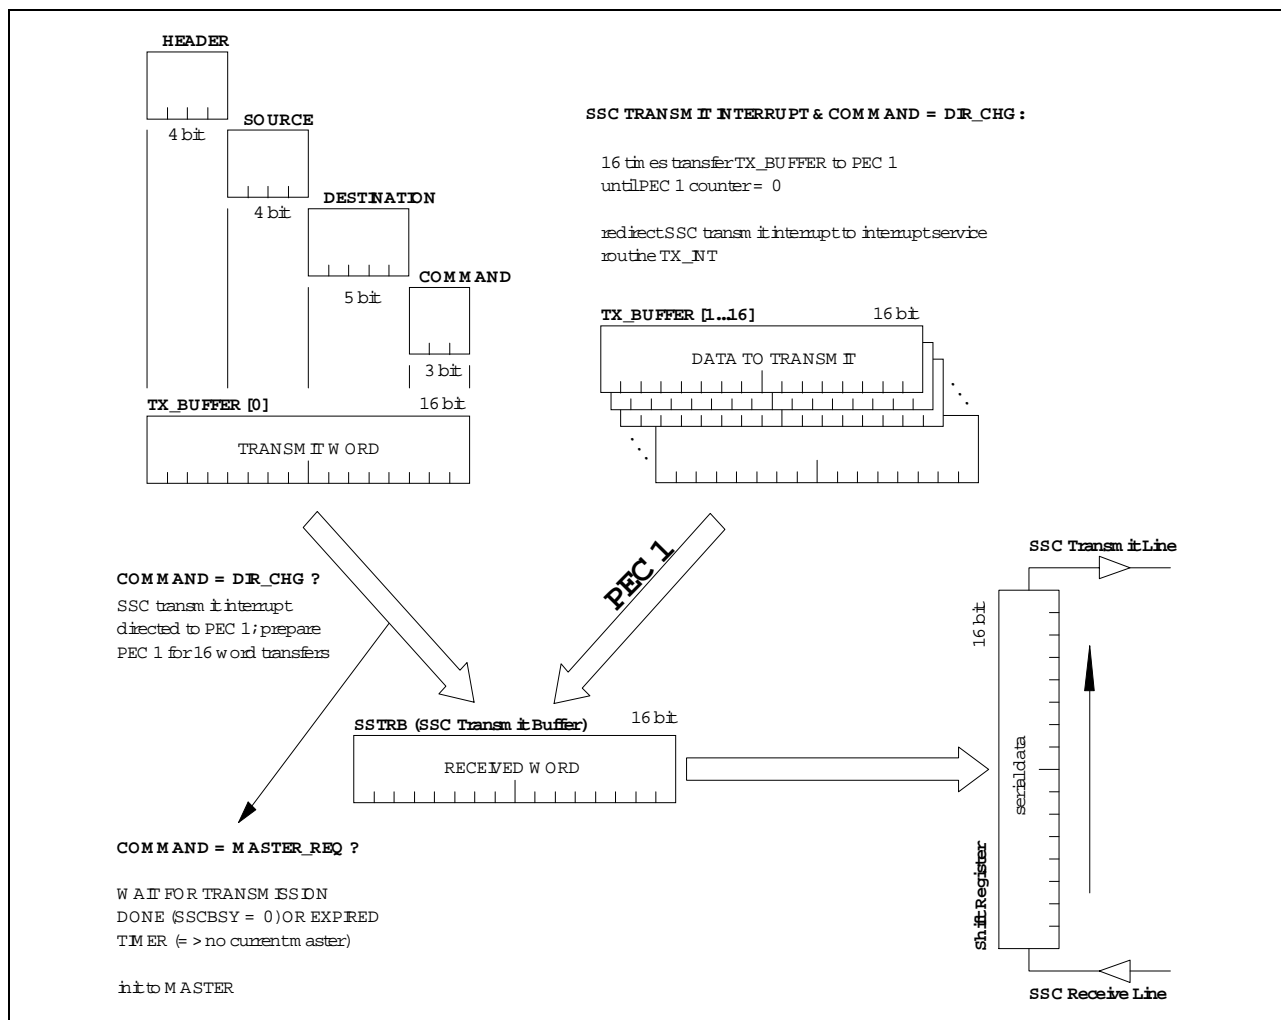 HEADER
4 bit
SOURCE
4 bit
DESTINATION
5 bit
COMMAND
3 bit
TX_BUFFER [0] 16 bit
TRANSMIT WORD
SSC TRANSMIT INTERRUPT & COMMAND = DIR_CHG:
16 times transfer TX_BUFFER to PEC 1
until PEC 1 counter = 0
redirect SSC transmit interrupt to interrupt service
routine TX_INT
TX_BUFFER [1...16] 16 bit
DATA TO TRANSMIT
COMMAND = DIR_CHG ?
SSC transmit interrupt
directed to PEC 1; prepare
PEC 1 for 16 word transfers
PEC 1
SSTRB (SSC Transmit Buffer) 16 bit
RECEIVED WORD
COMMAND = MASTER_REQ ?
WAIT FOR TRANSMISSION
DONE (SSCBSY = 0) OR EXPIRED
TIMER (=> no current master)
init to MASTER
SSC Transmit Line
16 bit
serial data
Shift Register
SSC Receive Line